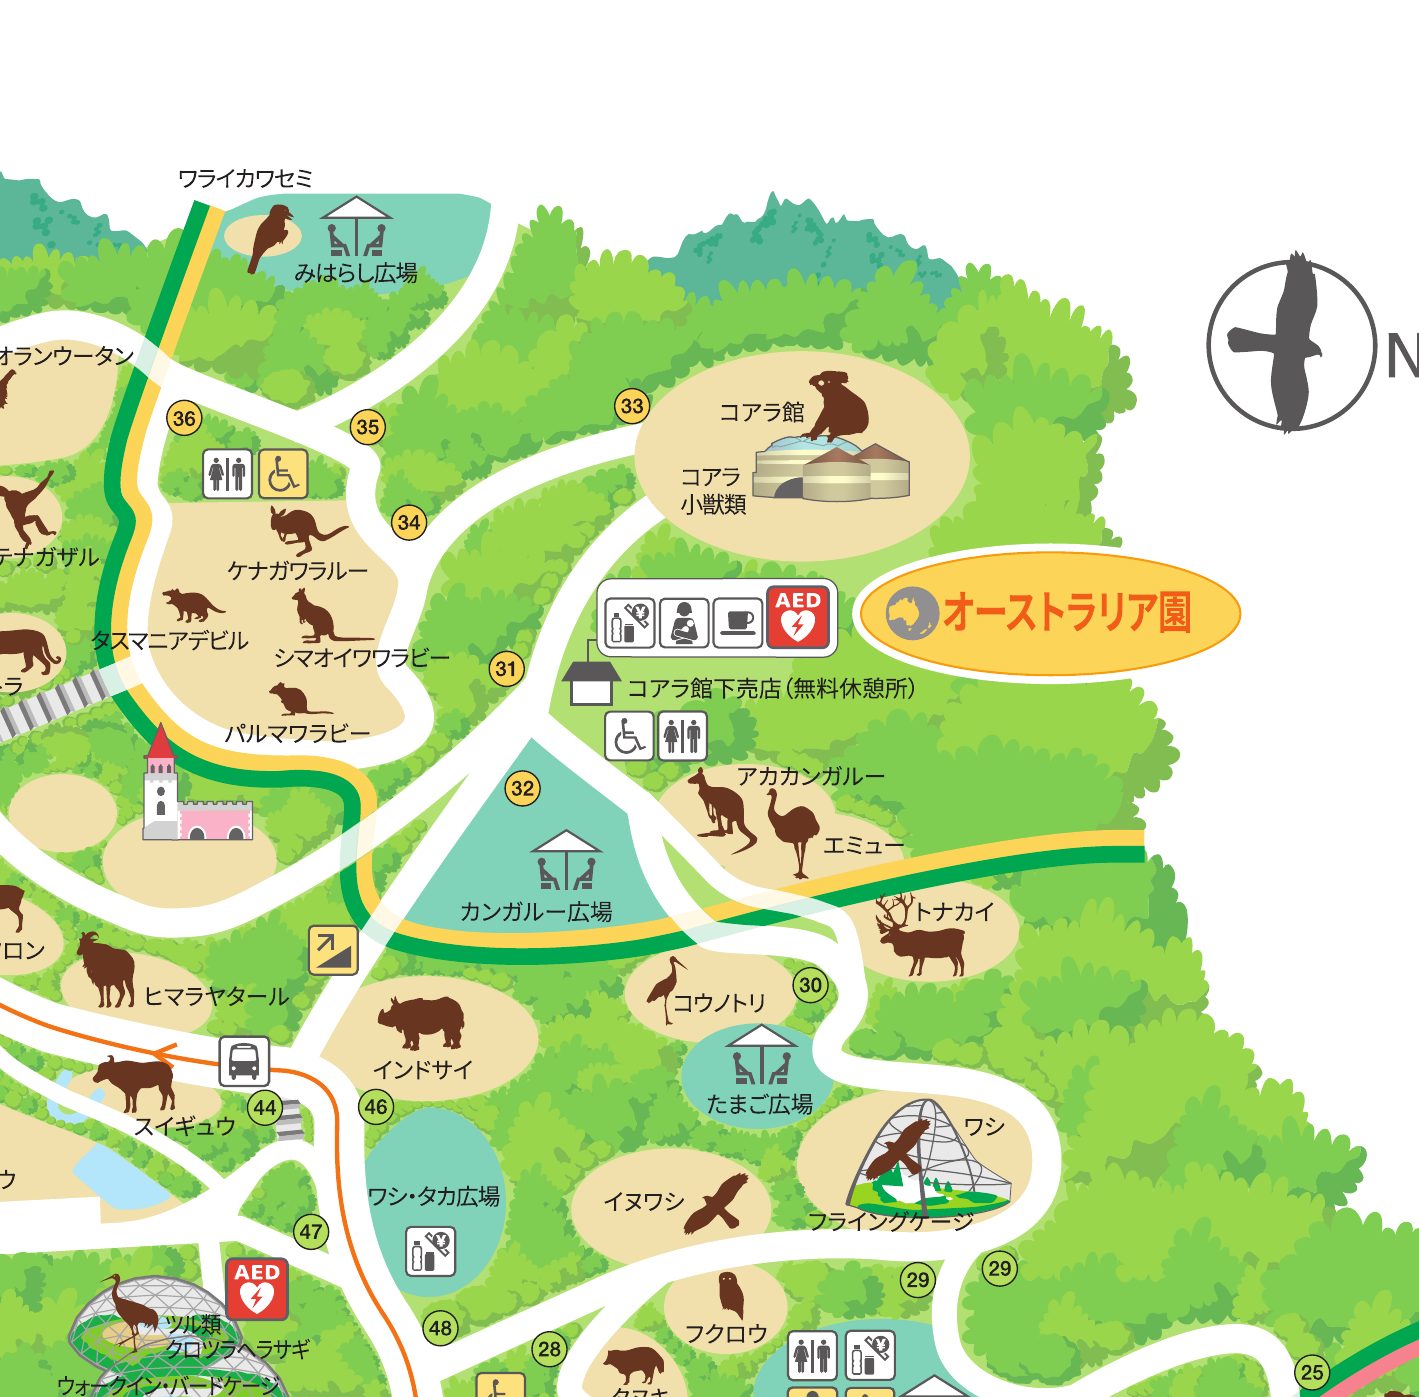 ワライカワセミ
みはらし広場
N
オランウータン
36
35
33
コアラ館
コアラ
小獣類
34
テナガザル
ケナガワラルー
タスマニアデビル
シマオイワワラビー
パルマワラビー
31
AED
オーストラリア園
コアラ館下売店（無料休憩所）
32
アカカンガルー
エミュー
カンガルー広場
トナカイ
ヒマラヤタール
コウノトリ
30
インドサイ
たまご広場
44
46
スイギュウ
ワシ
ワシ・タカ広場
イヌワシ
フライングケージ
47
29
29
AED
ツル類
クロツラヘラサギ
ウォークイン・バードケージ
48
28
フクロウ
25